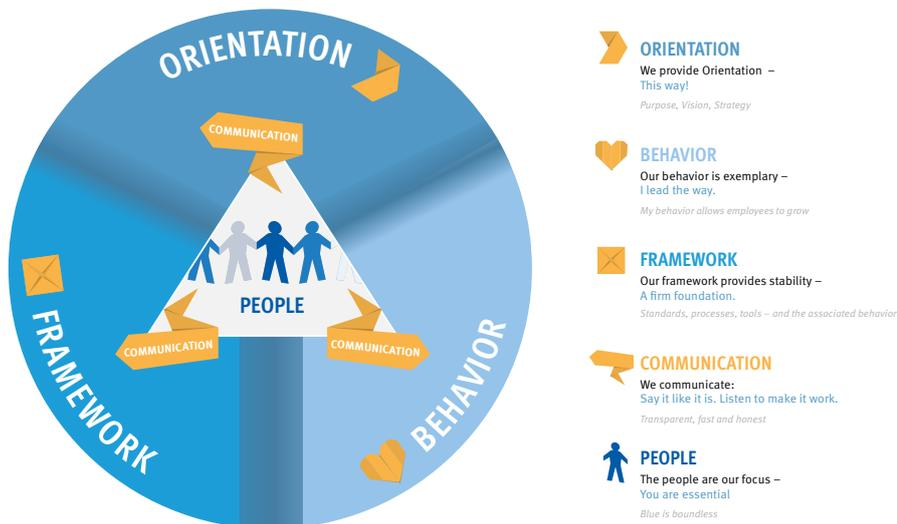 ORIENTATION
COMMUNICATION
PEOPLE
COMMUNICATION
COMMUNICATION
FRAMEWORK
BEHAVIOR
ORIENTATION
We provide Orientation –
This way!
Purpose, Vision, Strategy
BEHAVIOR
Our behavior is exemplary –
I lead the way.
My behavior allows employees to grow
FRAMEWORK
Our framework provides stability –
A firm foundation.
Standards, processes, tools – and the associated behavior
COMMUNICATION
We communicate:
Say it like it is. Listen to make it work.
Transparent, fast and honest
PEOPLE
The people are our focus –
You are essential
Blue is boundless